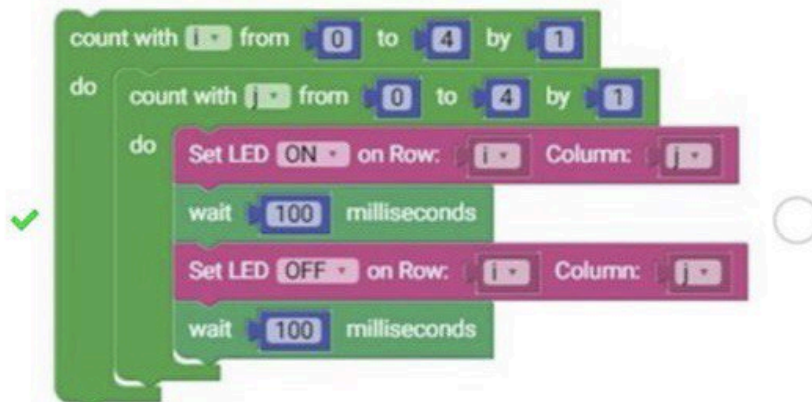 count with i from 0 to 4 by 1
do count with j from 0 to 4 by 1
do Set LED ON on Row: i Column: j
wait 100 milliseconds
Set LED OFF on Row: i Column: j
wait 100 milliseconds